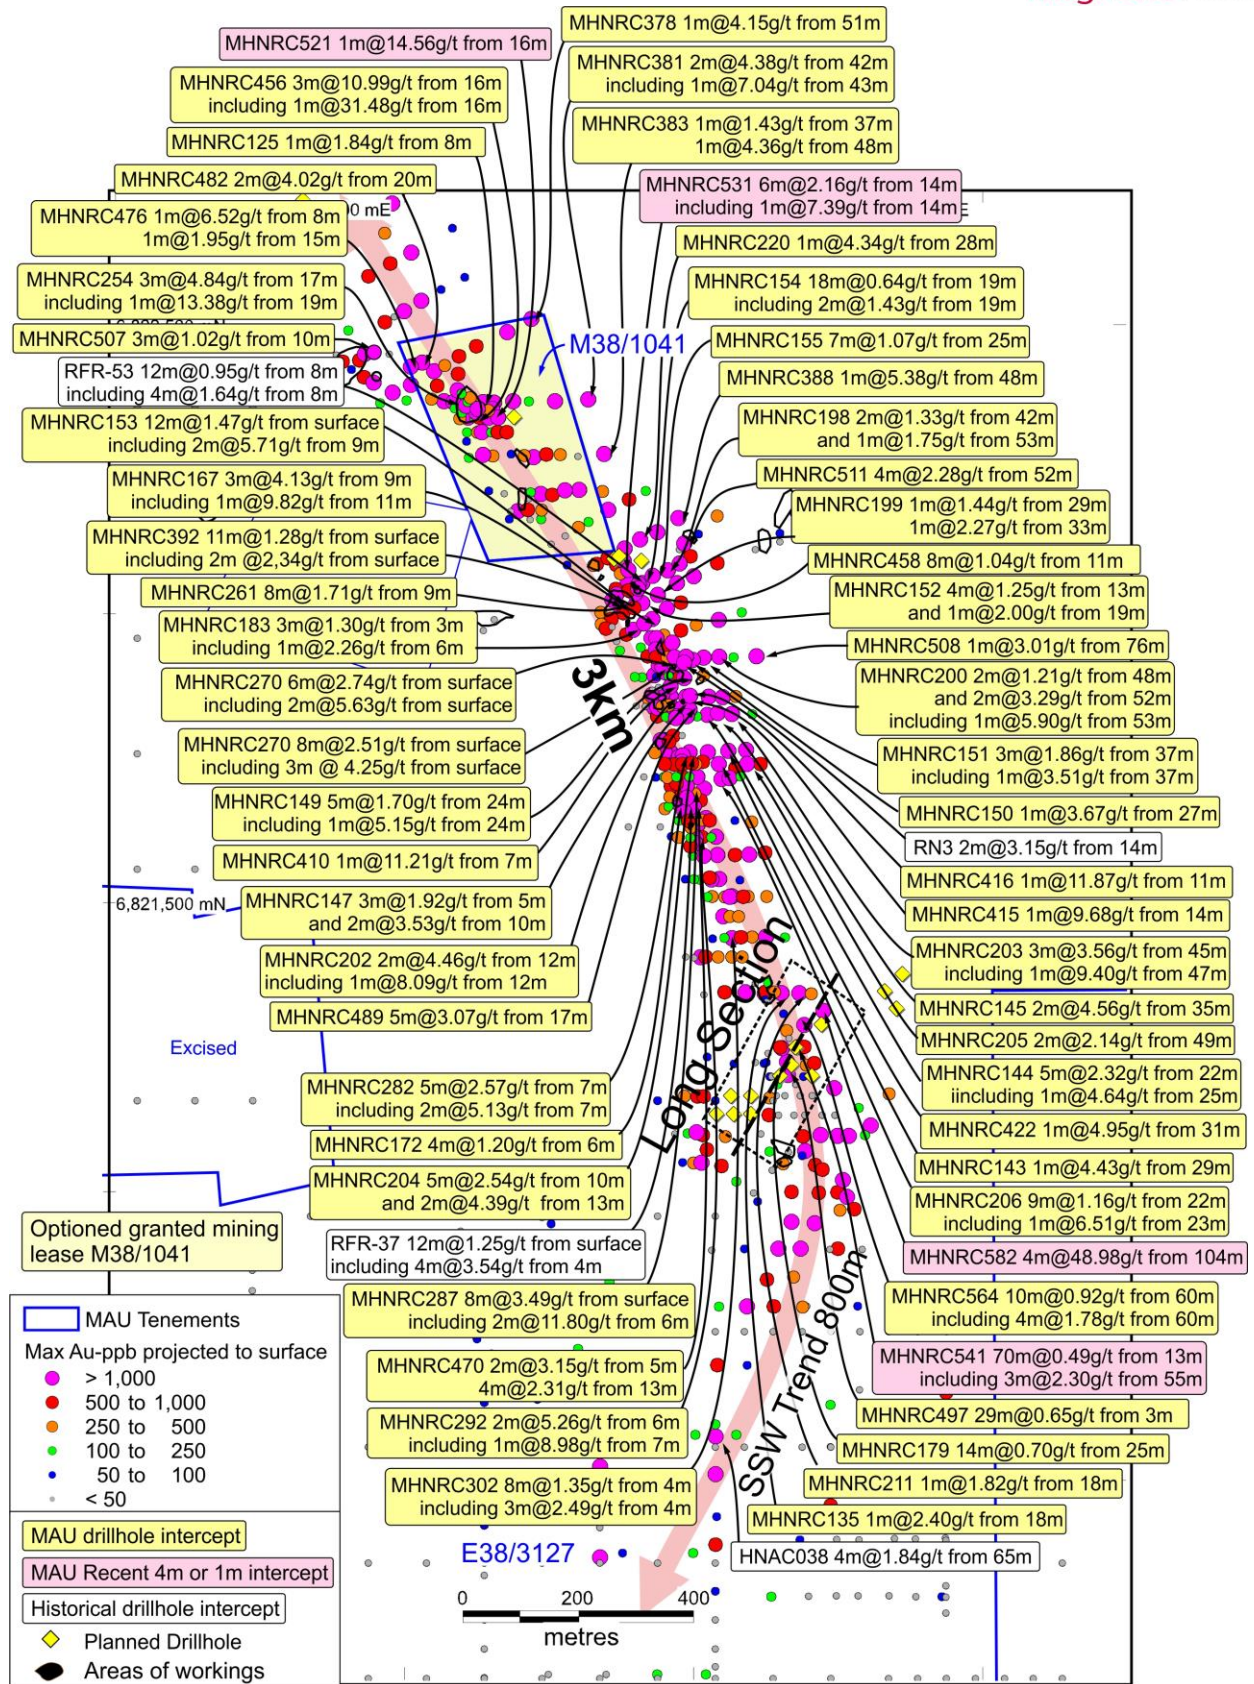 MHNRC378 1m@4.15g/t from 51m
MHNRC521 1m@14.56g/t from 16m
MHNRC381 2m@4.38g/t from 42m
including 1m@7.04g/t from 43m
MHNRC456 3m@10.99g/t from 16m
including 1m@31.48g/t from 16m
MHNRC383 1m@1.43g/t from 37m
1m@4.36g/t from 48m
MHNRC125 1m@1.84g/t from 8m
MHNRC482 2m@4.02g/t from 20m
MHNRC531 6m@2.16g/t from 14m
including 1m@7.39g/t from 14m
00 mE
E
MHNRC476 1m@6.52g/t from 8m
1m@1.95g/t from 15m
MHNRC220 1m@4.34g/t from 28m
MHNRC254 3m@4.84g/t from 17m
including 1m@13.38g/t from 19m
MHNRC154 18m@0.64g/t from 19m
including 2m@1.43g/t from 19m
MHNRC507 3m@1.02g/t from 10m
M38/1041
MHNRC155 7m@1.07g/t from 25m
RFR-53 12m@0.95g/t from 8m
including 4m@1.64g/t from 8m
MHNRC388 1m@5.38g/t from 48m
MHNRC153 12m@1.47g/t from surface
including 2m@5.71g/t from 9m
MHNRC198 2m@1.33g/t from 42m
and 1m@1.75g/t from 53m
MHNRC167 3m@4.13g/t from 9m
including 1m@9.82g/t from 11m
MHNRC511 4m@2.28g/t from 52m
MHNRC199 1m@1.44g/t from 29m
1m@2.27g/t from 33m
MHNRC392 11m@1.28g/t from surface
including 2m @2,34g/t from surface
MHNRC458 8m@1.04g/t from 11m
MHNRC261 8m@1.71g/t from 9m
MHNRC152 4m@1.25g/t from 13m
and 1m@2.00g/t from 19m
MHNRC183 3m@1.30g/t from 3m
including 1m@2.26g/t from 6m
MHNRC508 1m@3.01g/t from 76m
MHNRC270 6m@2.74g/t from surface
including 2m@5.63g/t from surface
3km
MHNRC200 2m@1.21g/t from 48m
and 2m@3.29g/t from 52m
including 1m@5.90g/t from 53m
MHNRC270 8m@2.51g/t from surface
including 3m @ 4.25g/t from surface
MHNRC151 3m@1.86g/t from 37m
including 1m@3.51g/t from 37m
MHNRC149 5m@1.70g/t from 24m
including 1m@5.15g/t from 24m
MHNRC150 1m@3.67g/t from 27m
RN3 2m@3.15g/t from 14m
MHNRC410 1m@11.21g/t from 7m
MHNRC416 1m@11.87g/t from 11m
6,821,500 mN
MHNRC147 3m@1.92g/t from 5m
and 2m@3.53g/t from 10m
MHNRC415 1m@9.68g/t from 14m
MHNRC202 2m@4.46g/t from 12m
including 1m@8.09g/t from 12m
MHNRC203 3m@3.56g/t from 45m
including 1m@9.40g/t from 47m
MHNRC489 5m@3.07g/t from 17m
MHNRC145 2m@4.56g/t from 35m
Excised
Long Section
MHNRC205 2m@2.14g/t from 49m
MHNRC282 5m@2.57g/t from 7m
including 2m@5.13g/t from 7m
MHNRC144 5m@2.32g/t from 22m
iincluding 1m@4.64g/t from 25m
MHNRC422 1m@4.95g/t from 31m
MHNRC172 4m@1.20g/t from 6m
MHNRC143 1m@4.43g/t from 29m
MHNRC204 5m@2.54g/t from 10m
and 2m@4.39g/t from 13m
MHNRC206 9m@1.16g/t from 22m
including 1m@6.51g/t from 23m
Optioned granted mining
lease M38/1041
RFR-37 12m@1.25g/t from surface
including 4m@3.54g/t from 4m
MHNRC582 4m@48.98g/t from 104m
MHNRC287 8m@3.49g/t from surface
including 2m@11.80g/t from 6m
MHNRC564 10m@0.92g/t from 60m
including 4m@1.78g/t from 60m
MHNRC470 2m@3.15g/t from 5m
4m@2.31g/t from 13m
MHNRC541 70m@0.49g/t from 13m
including 3m@2.30g/t from 55m
MHNRC292 2m@5.26g/t from 6m
including 1m@8.98g/t from 7m
MHNRC497 29m@0.65g/t from 3m
SSW Trend 800m
MHNRC179 14m@0.70g/t from 25m
MHNRC302 8m@1.35g/t from 4m
including 3m@2.49g/t from 4m
MHNRC211 1m@1.82g/t from 18m
MHNRC135 1m@2.40g/t from 18m
HNAC038 4m@1.84g/t from 65m
E38/3127
0 200 400
metres
MAU Tenements
Max Au-ppb projected to surface
> 1,000
500 to 1,000
250 to 500
100 to 250
50 to 100
< 50
MAU drillhole intercept
MAU Recent 4m or 1m intercept
Historical drillhole intercept
Planned Drillhole
Areas of workings